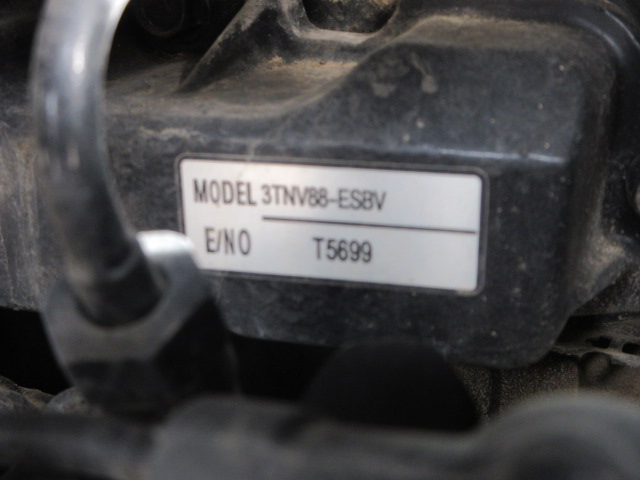 MODEL 3TNV88-ESBV
E/NO T5699